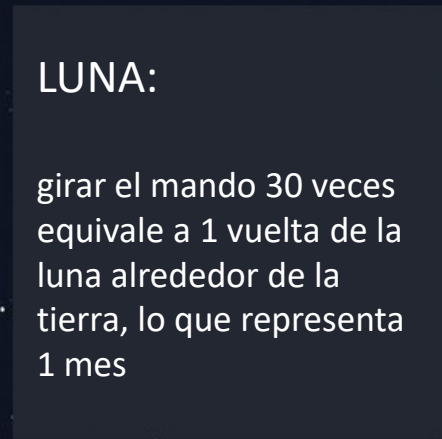 LUNA:
girar el mando 30 veces
equivale a 1 vuelta de la
luna alrededor de la
tierra, lo que representa
1 mes